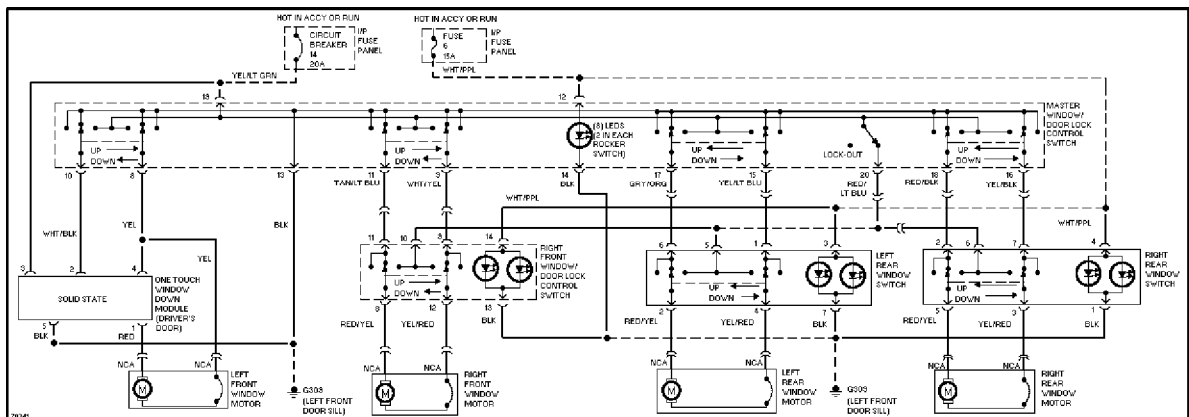 HOT IN ACCY OR RUN
CIRCUIT
BREAKER
14
20A
I/P
FUSE
PANEL
HOT IN ACCY OR RUN
FUSE
6
15A
I/P
FUSE
PANEL
YEL/LT GRN
WHT/PPL
12
MASTER
WINDOW/
DOOR LOCK
CONTROL
SWITCH
(8) LEDS
(2 IN EACH
ROCKER
SWITCH)
LOCK-OUT
UP
DOWN
UP
DOWN
UP
DOWN
UP
DOWN
10
8
13
11
9
14
17
15
20
18
16
BLK
TAN/LT BLU
WHT/YEL
BLK
GRY/ORG
YEL/LT BLU
RED/
LT BLU
RED/BLK
YEL/BLK
WHT/PPL
WHT/PPL
WHT/BLK
YEL
YEL
3
2
4
11
10
14
6
5
1
3
2
6
7
4
SOLID STATE
ONE TOUCH
WINDOW
DOWN
MODULE
(DRIVER'S
DOOR)
UP
DOWN
RIGHT
FRONT
WINDOW/
DOOR LOCK
CONTROL
SWITCH
UP
DOWN
LEFT
REAR
WINDOW
SWITCH
UP
DOWN
RIGHT
REAR
WINDOW
SWITCH
5
1
12
13
2
4
7
5
3
1
BLK
RED
RED/YEL
YEL/RED
BLK
RED/YEL
YEL/RED
BLK
RED/YEL
YEL/RED
BLK
NCA
NCA
NCA
NCA
NCA
NCA
NCA
NCA
M
LEFT
FRONT
WINDOW
MOTOR
G303
(LEFT FRONT
DOOR SILL)
M
RIGHT
FRONT
WINDOW
MOTOR
M
LEFT
REAR
WINDOW
MOTOR
G303
(LEFT FRONT
DOOR SILL)
M
RIGHT
REAR
WINDOW
MOTOR